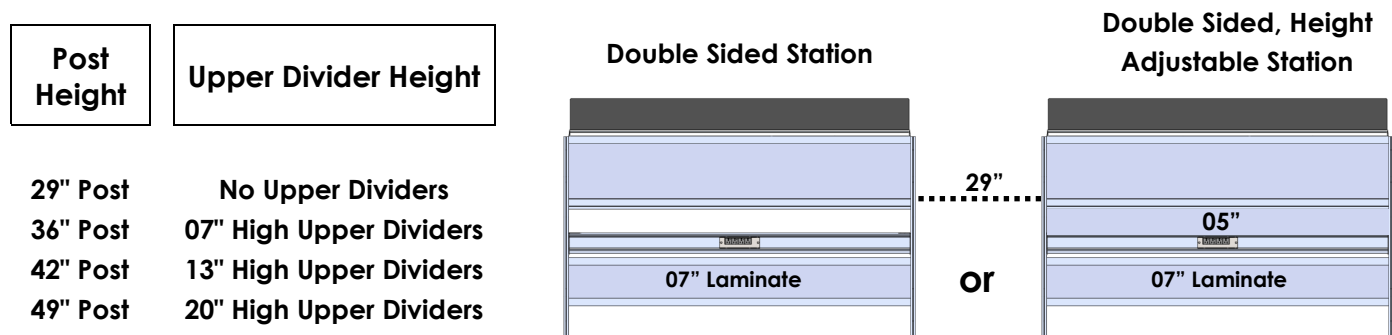 Post
Height
Upper Divider Height
29" Post No Upper Dividers
36" Post 07" High Upper Dividers
42" Post 13" High Upper Dividers
49" Post 20" High Upper Dividers
Double Sided Station
07” Laminate
29”
or
Double Sided, Height
Adjustable Station
05”
07” Laminate